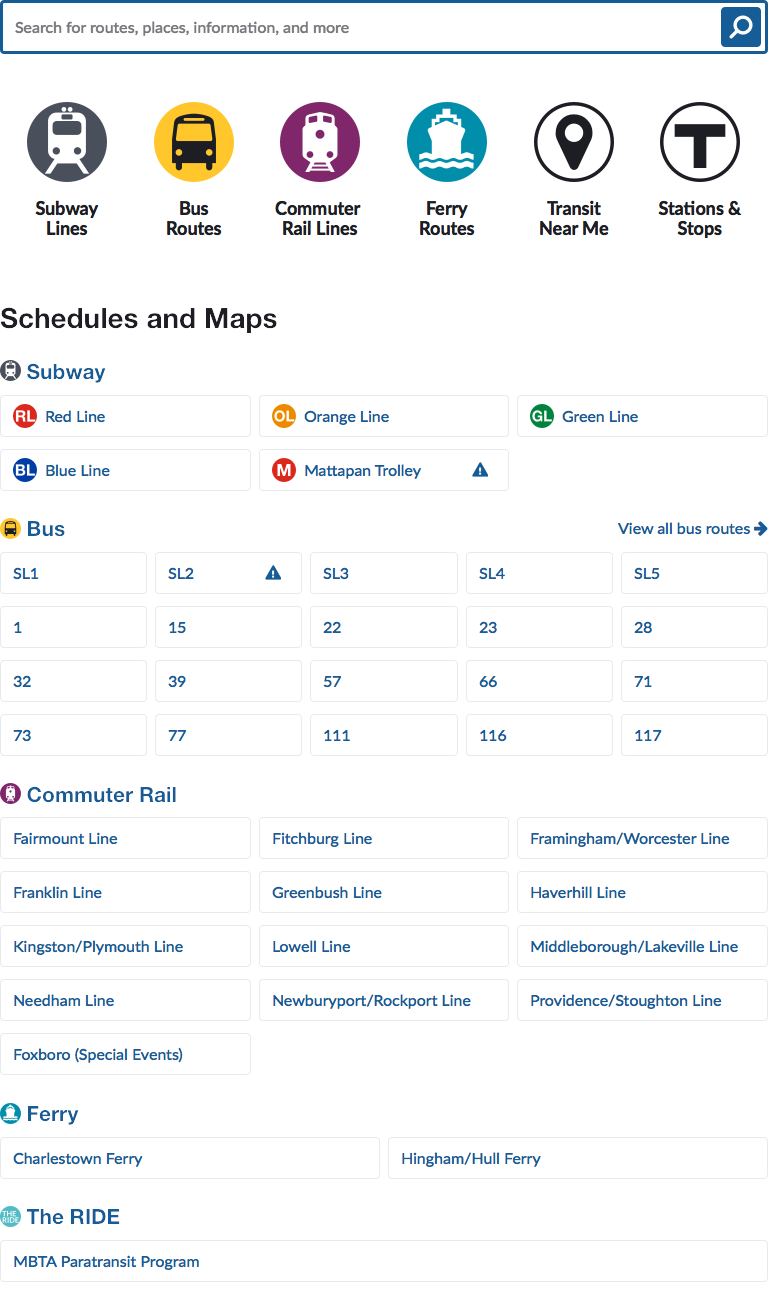 Search for routes, places, information, and more
Subway
Lines
Bus
Routes
Commuter
Rail Lines
Ferry
Routes
Transit
Near Me
T
Stations &
Stops
Schedules and Maps
Subway
RL Red Line
OL Orange Line
GL Green Line
BL Blue Line
M Mattapan Trolley
Bus
View all bus routes
SL1
SL2
SL3
SL4
SL5
1
15
22
23
28
32
39
57
66
71
73
77
111
116
117
Commuter Rail
Fairmount Line
Fitchburg Line
Framingham/Worcester Line
Franklin Line
Greenbush Line
Haverhill Line
Kingston/Plymouth Line
Lowell Line
Middleborough/Lakeville Line
Needham Line
Newburyport/Rockport Line
Providence/Stoughton Line
Foxboro (Special Events)
Ferry
Charlestown Ferry
Hingham/Hull Ferry
THE
RIDE
The RIDE
MBTA Paratransit Program